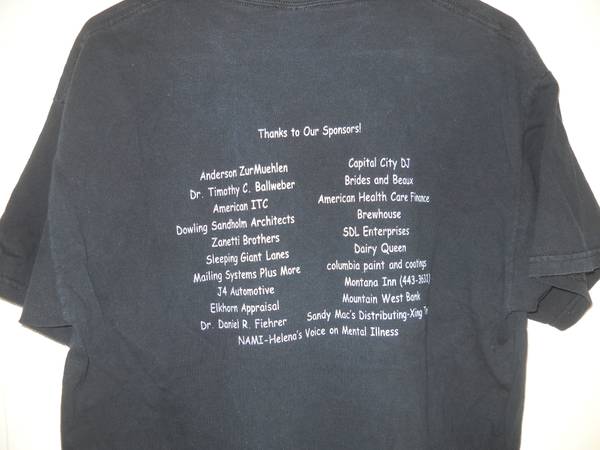 Thanks to Our Sponsors!
Anderson ZurMuehlen
Dr. Timothy C. Ballweber
American ITC
Dowling Sandholm Architects
Zanetti Brothers
Sleeping Giant Lanes
Mailing Systems Plus More
J4 Automotive
Elkhorn Appraisal
Dr. Daniel R. Fiehrer
Capital City DJ
Brides and Beaux
American Health Care Finance
Brewhouse
SDL Enterprises
Dairy Queen
columbia paint and coatings
Montana Inn (443-3631)
Mountain West Bank
Sandy Mac's Distributing-Xing
NAMI-Helena's Voice on Mental Illness